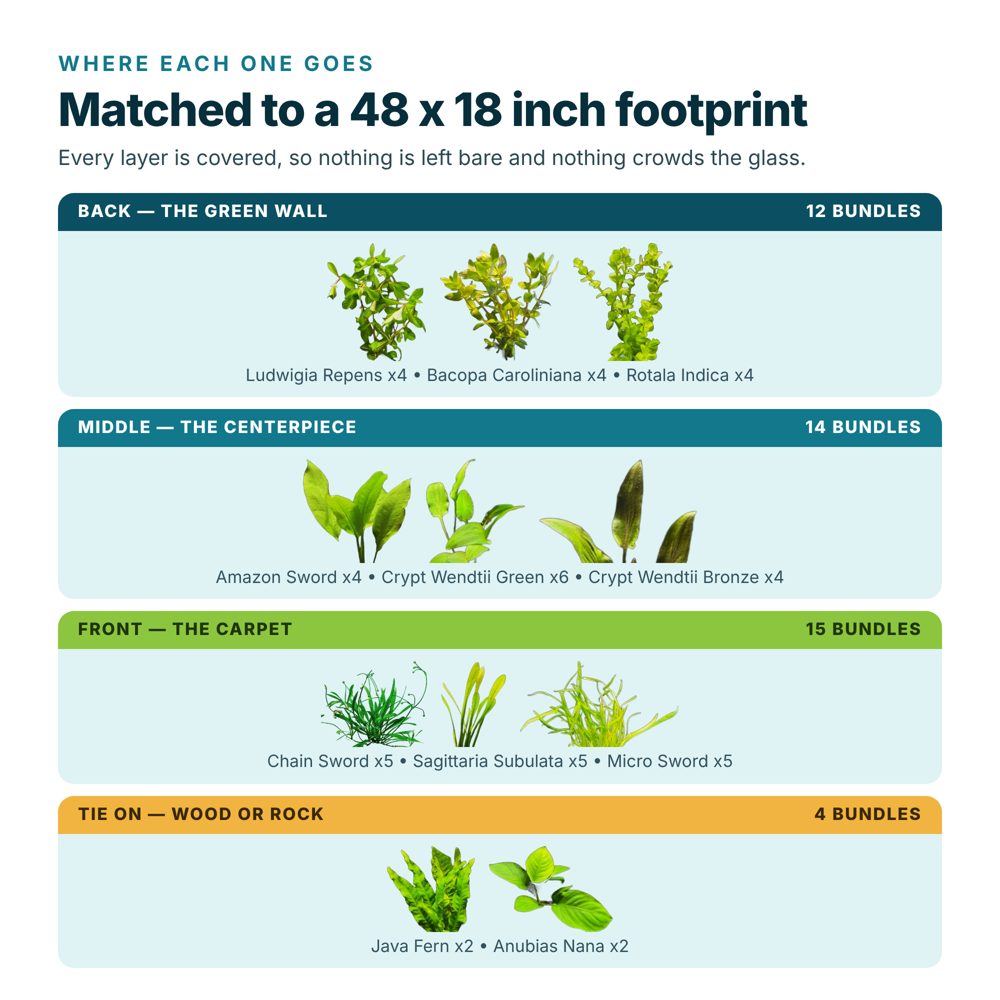 WHERE EACH ONE GOES
Matched to a 48 x 18 inch footprint
Every layer is covered, so nothing is left bare and nothing crowds the glass.
BACK — THE GREEN WALL 12 BUNDLES
Ludwigia Repens x4 • Bacopa Caroliniana x4 • Rotala Indica x4
MIDDLE — THE CENTERPIECE 14 BUNDLES
Amazon Sword x4 • Crypt Wendtii Green x6 • Crypt Wendtii Bronze x4
FRONT — THE CARPET 15 BUNDLES
Chain Sword x5 • Sagittaria Subulata x5 • Micro Sword x5
TIE ON — WOOD OR ROCK 4 BUNDLES
Java Fern x2 • Anubias Nana x2